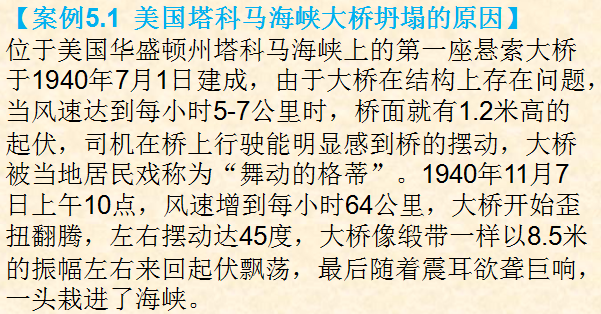 【案例5.1 美国塔科马海峡大桥坍塌的原因】
位于美国华盛顿州塔科马海峡上的第一座悬索大桥
于1940年7月1日建成，由于大桥在结构上存在问题，
当风速达到每小时5-7公里时，桥面就有1.2米高的
起伏，司机在桥上行驶能明显感到桥的摆动，大桥
被当地居民戏称为“舞动的格蒂”。1940年11月7
日上午10点，风速增到每小时64公里，大桥开始歪
扭翻腾，左右摆动达45度，大桥像缎带一样以8.5米
的振幅左右来回起伏飘荡，最后随着震耳欲聋巨响，
一头栽进了海峡。